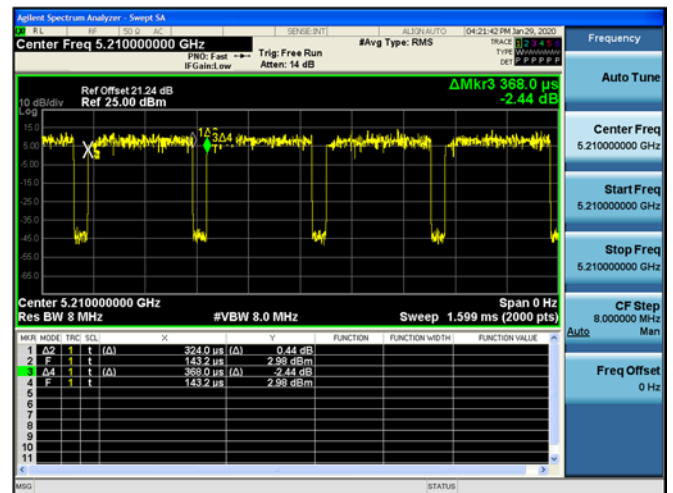 Agilent Spectrum Analyzer - Swept SA
RL RF 50 Ω AC SENSE:INT ALIGN AUTO 04:21:42 PM Jan 29, 2020
Center Freq 5.210000000 GHz #Avg Type: RMS TRACE 1 2 3 4 5 6
PNO: Fast Trig: Free Run TYPE WWWWWW
IFGain:Low Atten: 14 dB DET P P P P P P
Frequency
Auto Tune
ΔMkr3 368.0 µs
-2.44 dB
Ref Offset 21.24 dB
10 dB/div Ref 25.00 dBm
Log
15.0
5.00
-5.00
-15.0
-25.0
-35.0
-45.0
-55.0
-65.0
1Δ2
3Δ4
Center 5.210000000 GHz Span 0 Hz
Res BW 8 MHz #VBW 8.0 MHz Sweep 1.599 ms (2000 pts)
MKR MODE TRC SCL X Y FUNCTION FUNCTION WIDTH FUNCTION VALUE
1 Δ2 1 t (Δ) 324.0 µs (Δ) 0.44 dB
2 F 1 t 143.2 µs 2.98 dBm
3 Δ4 1 t (Δ) 368.0 µs (Δ) -2.44 dB
4 F 1 t 143.2 µs 2.98 dBm
5
6
7
8
9
10
11
MSG STATUS
Center Freq
5.210000000 GHz
Start Freq
5.210000000 GHz
Stop Freq
5.210000000 GHz
CF Step
8.000000 MHz
Auto Man
Freq Offset
0 Hz